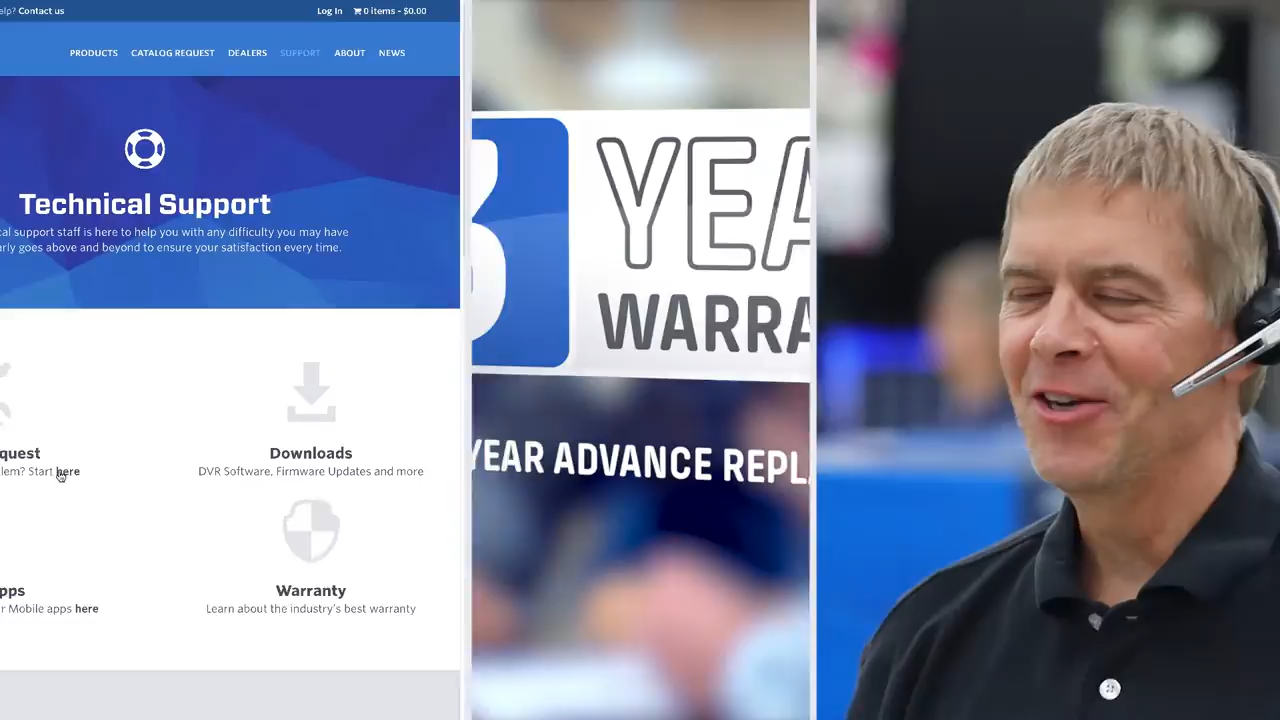 elp? Contact us
Log In 0 items - $0.00
PRODUCTS CATALOG REQUEST DEALERS SUPPORT ABOUT NEWS
Technical Support
cal support staff is here to help you with any difficulty you may have
arly goes above and beyond to ensure your satisfaction every time.
quest
lem? Start here
Downloads
DVR Software, Firmware Updates and more
pps
r Mobile apps here
Warranty
Learn about the industry's best warranty
3 YEA
WARRA
YEAR ADVANCE REPL